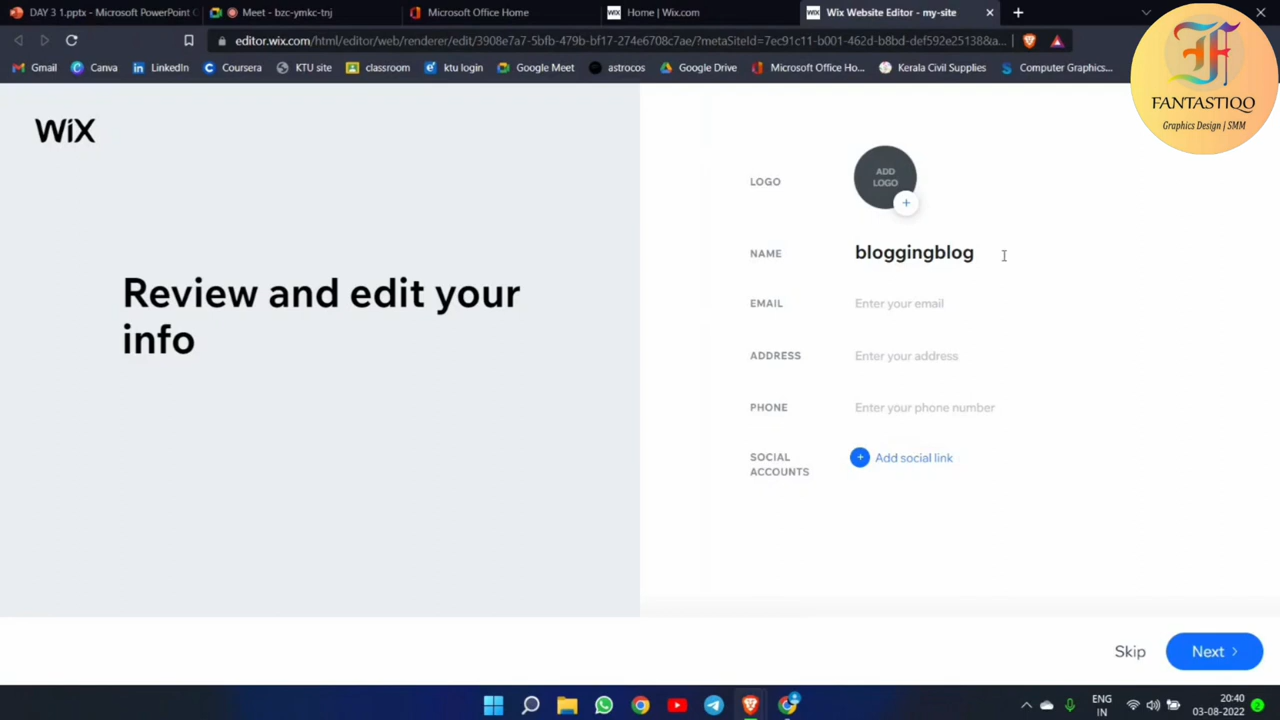 DAY 3 1.pptx - Microsoft PowerPoint
Meet - bzc-ymkc-tnj
Microsoft Office Home
WiX Home | Wix.com
WiX Wix Website Editor - my-site
editor.wix.com/html/editor/web/renderer/edit/8305caa7-5bfb-479b-bf17-274e6708c7ae/?metaSiteId=7ec91c11-b001-462d-b8bd-def592e25138&a...
Gmail
Canva
LinkedIn
Coursera
KTU site
classroom
ktu login
Google Meet
astrocos
Google Drive
Microsoft Office Ho...
Kerala Civil Supplies
Computer Graphics...
FANTASTIQO
Graphics Design | SMM
WiX
Review and edit your
info
LOGO
ADD
LOGO
NAME
bloggingblog
EMAIL
Enter your email
ADDRESS
Enter your address
PHONE
Enter your phone number
SOCIAL
ACCOUNTS
Add social link
Skip
Next
ENG
IN
20:40
03-08-2022
2